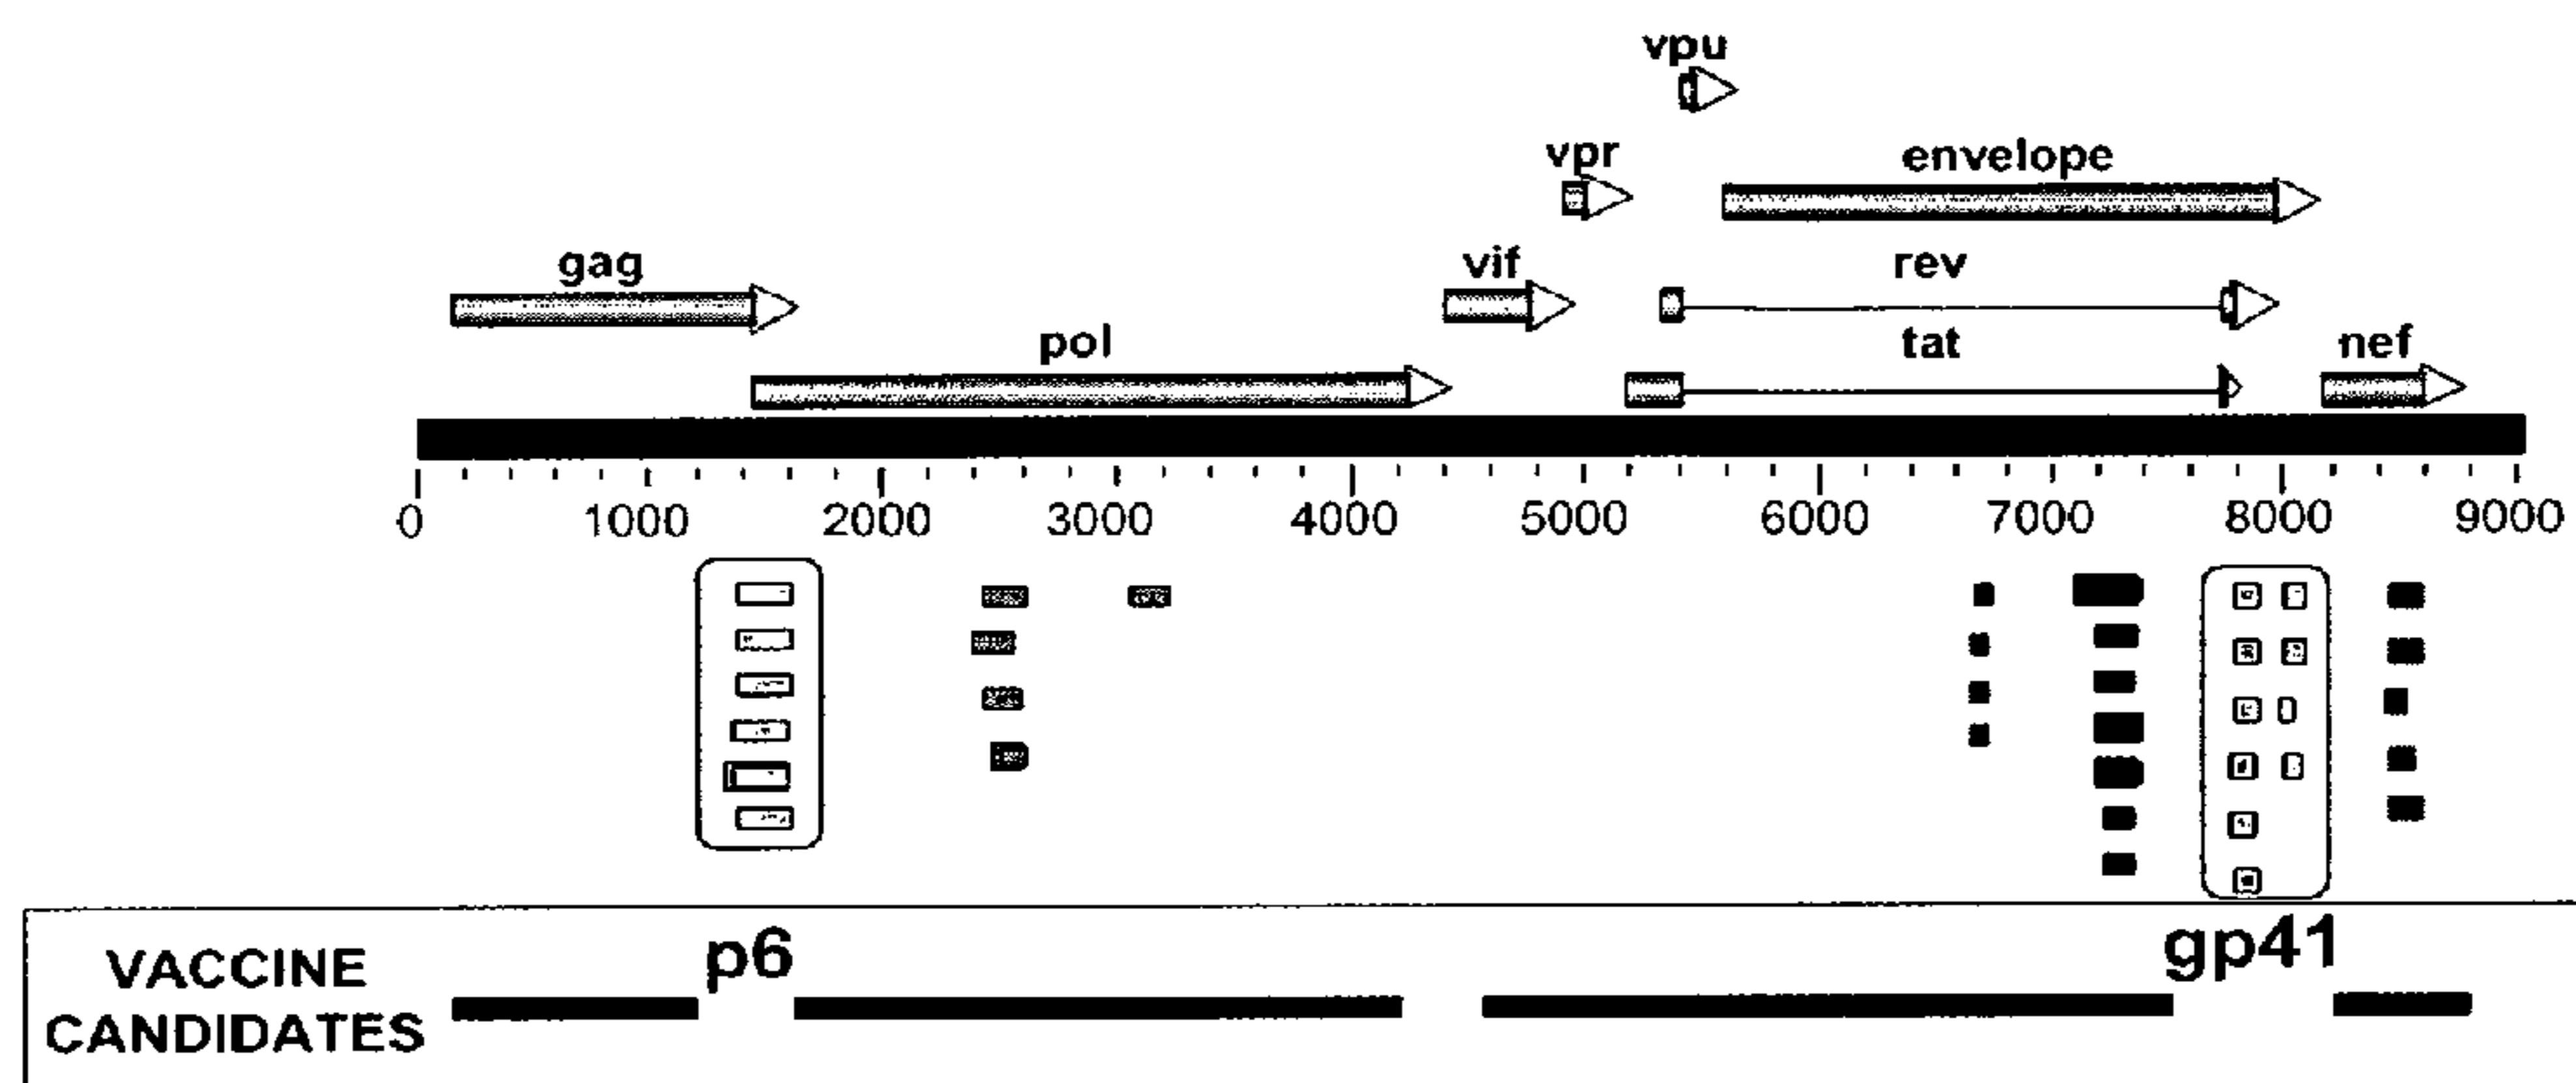 vpu
vpr
envelope
gag
vif
rev
pol
tat
nef
0 1000 2000 3000 4000 5000 6000 7000 8000 9000
VACCINE
CANDIDATES
p6
gp41